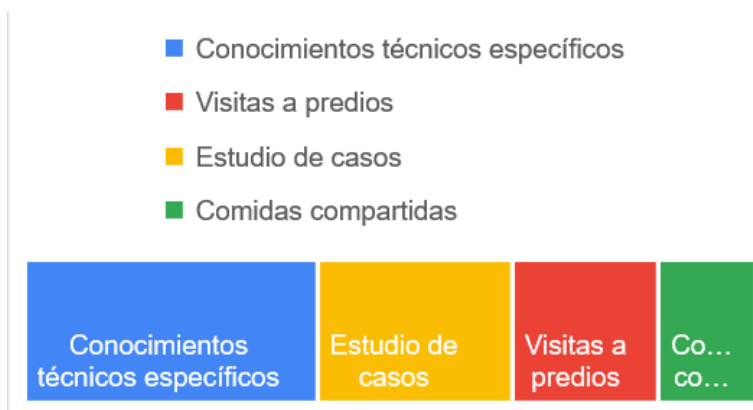 Conocimientos técnicos específicos
Visitas a predios
Estudio de casos
Comidas compartidas
Conocimientos
técnicos específicos
Estudio de
casos
Visitas a
predios
Co...
co...